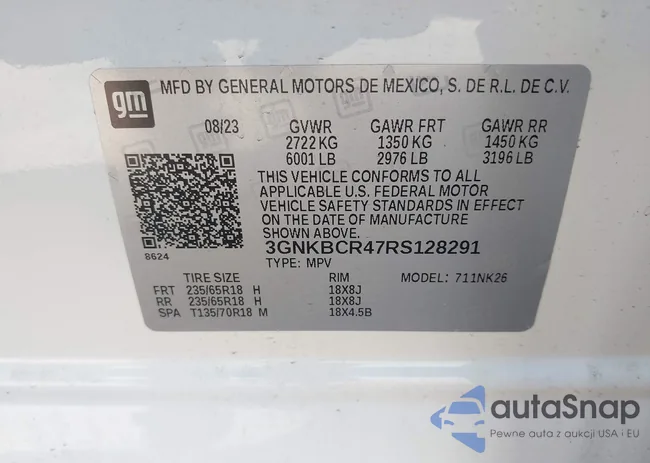 gm
MFD BY GENERAL MOTORS DE MEXICO, S. DE R.L. DE C.V.
08/23 GVWR GAWR FRT GAWR RR
2722 KG 1350 KG 1450 KG
6001 LB 2976 LB 3196 LB
THIS VEHICLE CONFORMS TO ALL
APPLICABLE U.S. FEDERAL MOTOR
VEHICLE SAFETY STANDARDS IN EFFECT
ON THE DATE OF MANUFACTURE
SHOWN ABOVE.
8624
3GNKBCR47RS128291
TYPE: MPV MODEL: 711NK26
TIRE SIZE RIM
FRT 235/65R18 H 18X8J
RR 235/65R18 H 18X8J
SPA T135/70R18 M 18X4.5B
autoSnap
Pewne auta z aukcji USA i EU